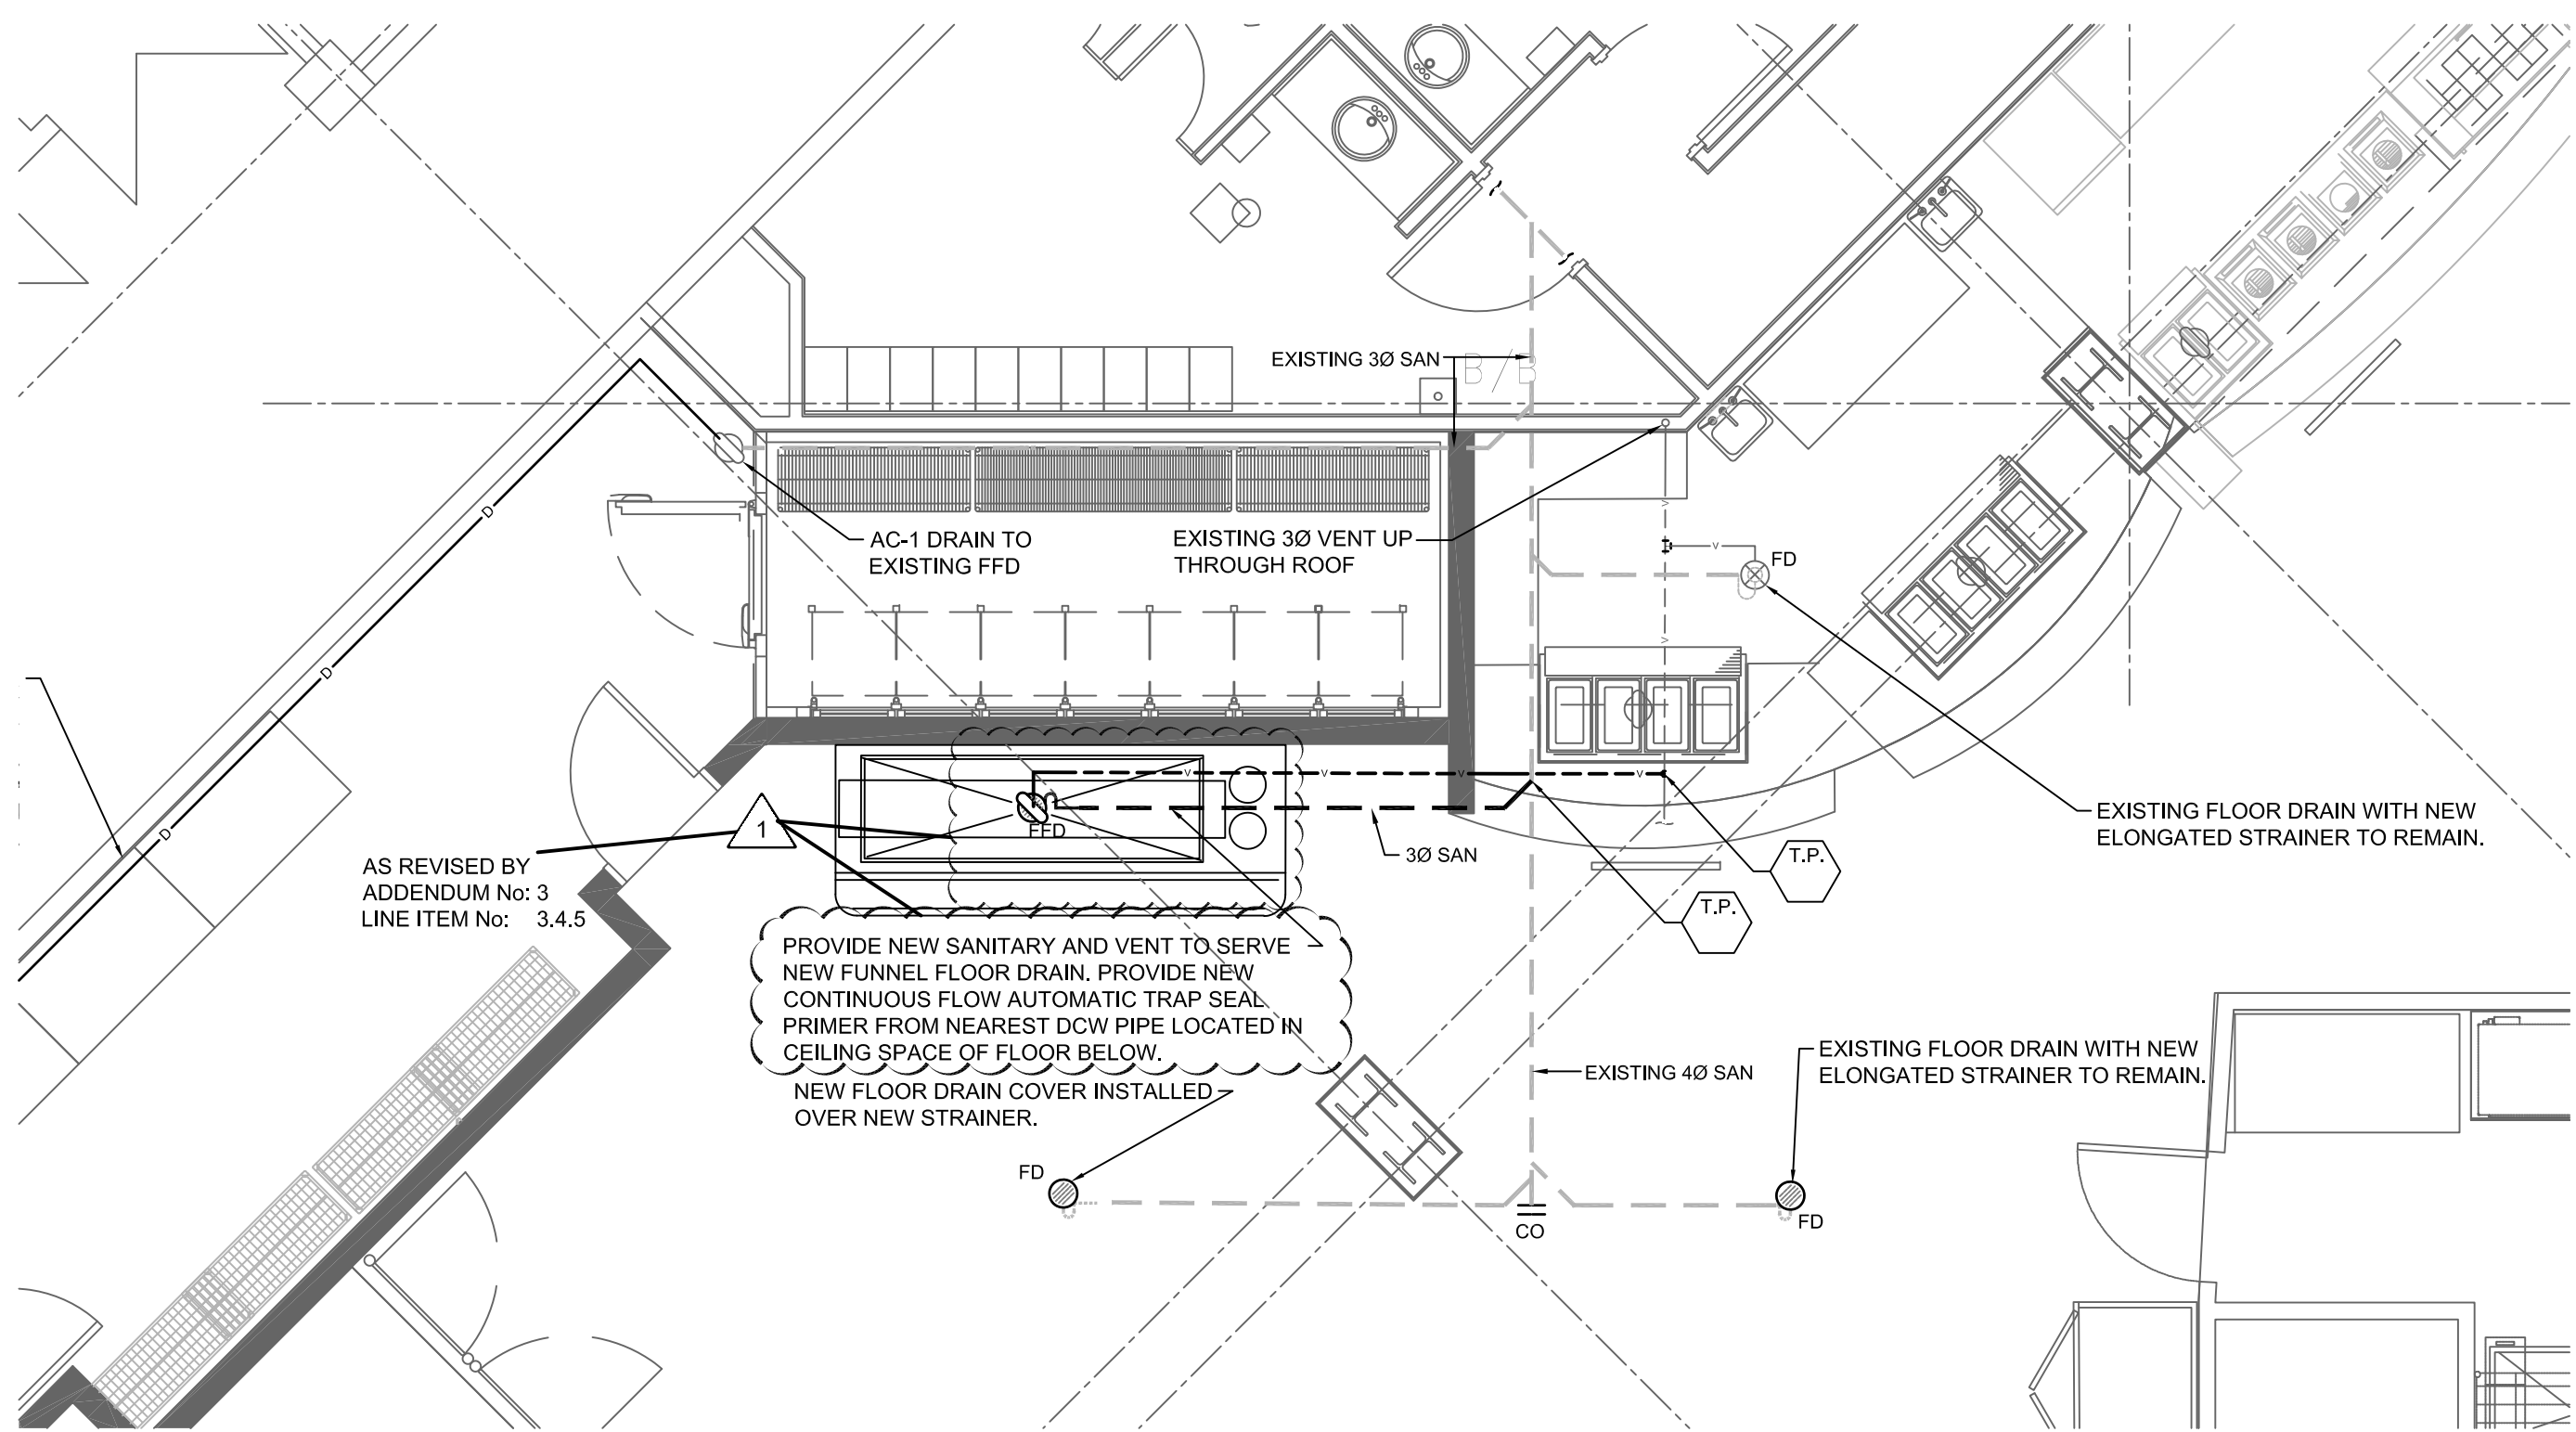 EXISTING 3Ø SAN
B / B
D
AC-1 DRAIN TO
EXISTING FFD
EXISTING 3Ø VENT UP
THROUGH ROOF
V
FD
V
V
D
D
V
V
V
V
FFD
1
3Ø SAN
EXISTING FLOOR DRAIN WITH NEW
ELONGATED STRAINER TO REMAIN.
T.P.
T.P.
AS REVISED BY
ADDENDUM No: 3
LINE ITEM No: 3.4.5
PROVIDE NEW SANITARY AND VENT TO SERVE
NEW FUNNEL FLOOR DRAIN. PROVIDE NEW
CONTINUOUS FLOW AUTOMATIC TRAP SEAL
PRIMER FROM NEAREST DCW PIPE LOCATED IN
CEILING SPACE OF FLOOR BELOW.
NEW FLOOR DRAIN COVER INSTALLED
OVER NEW STRAINER.
EXISTING 4Ø SAN
EXISTING FLOOR DRAIN WITH NEW
ELONGATED STRAINER TO REMAIN.
FD
CO
FD